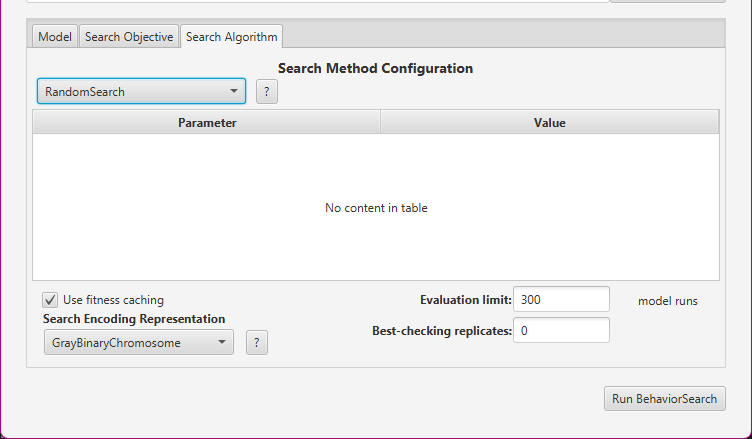 Model Search Objective Search Algorithm
Search Method Configuration
RandomSearch ?
Parameter Value
No content in table
Use fitness caching Evaluation limit: 300 model runs
Search Encoding Representation
Best-checking replicates: 0
GrayBinaryChromosome ?
Run BehaviorSearch